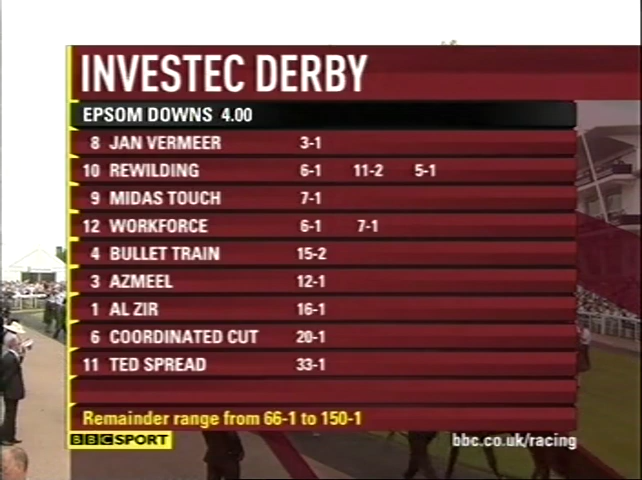 INVESTEC DERBY
EPSOM DOWNS 4.00
8 JAN VERMEER 3-1
10 REWILDING 6-1 11-2 5-1
9 MIDAS TOUCH 7-1
12 WORKFORCE 6-1 7-1
4 BULLET TRAIN 15-2
3 AZMEEL 12-1
1 AL ZIR 16-1
6 COORDINATED CUT 20-1
11 TED SPREAD 33-1
Remainder range from 66-1 to 150-1
BBC SPORT bbc.co.uk/racing